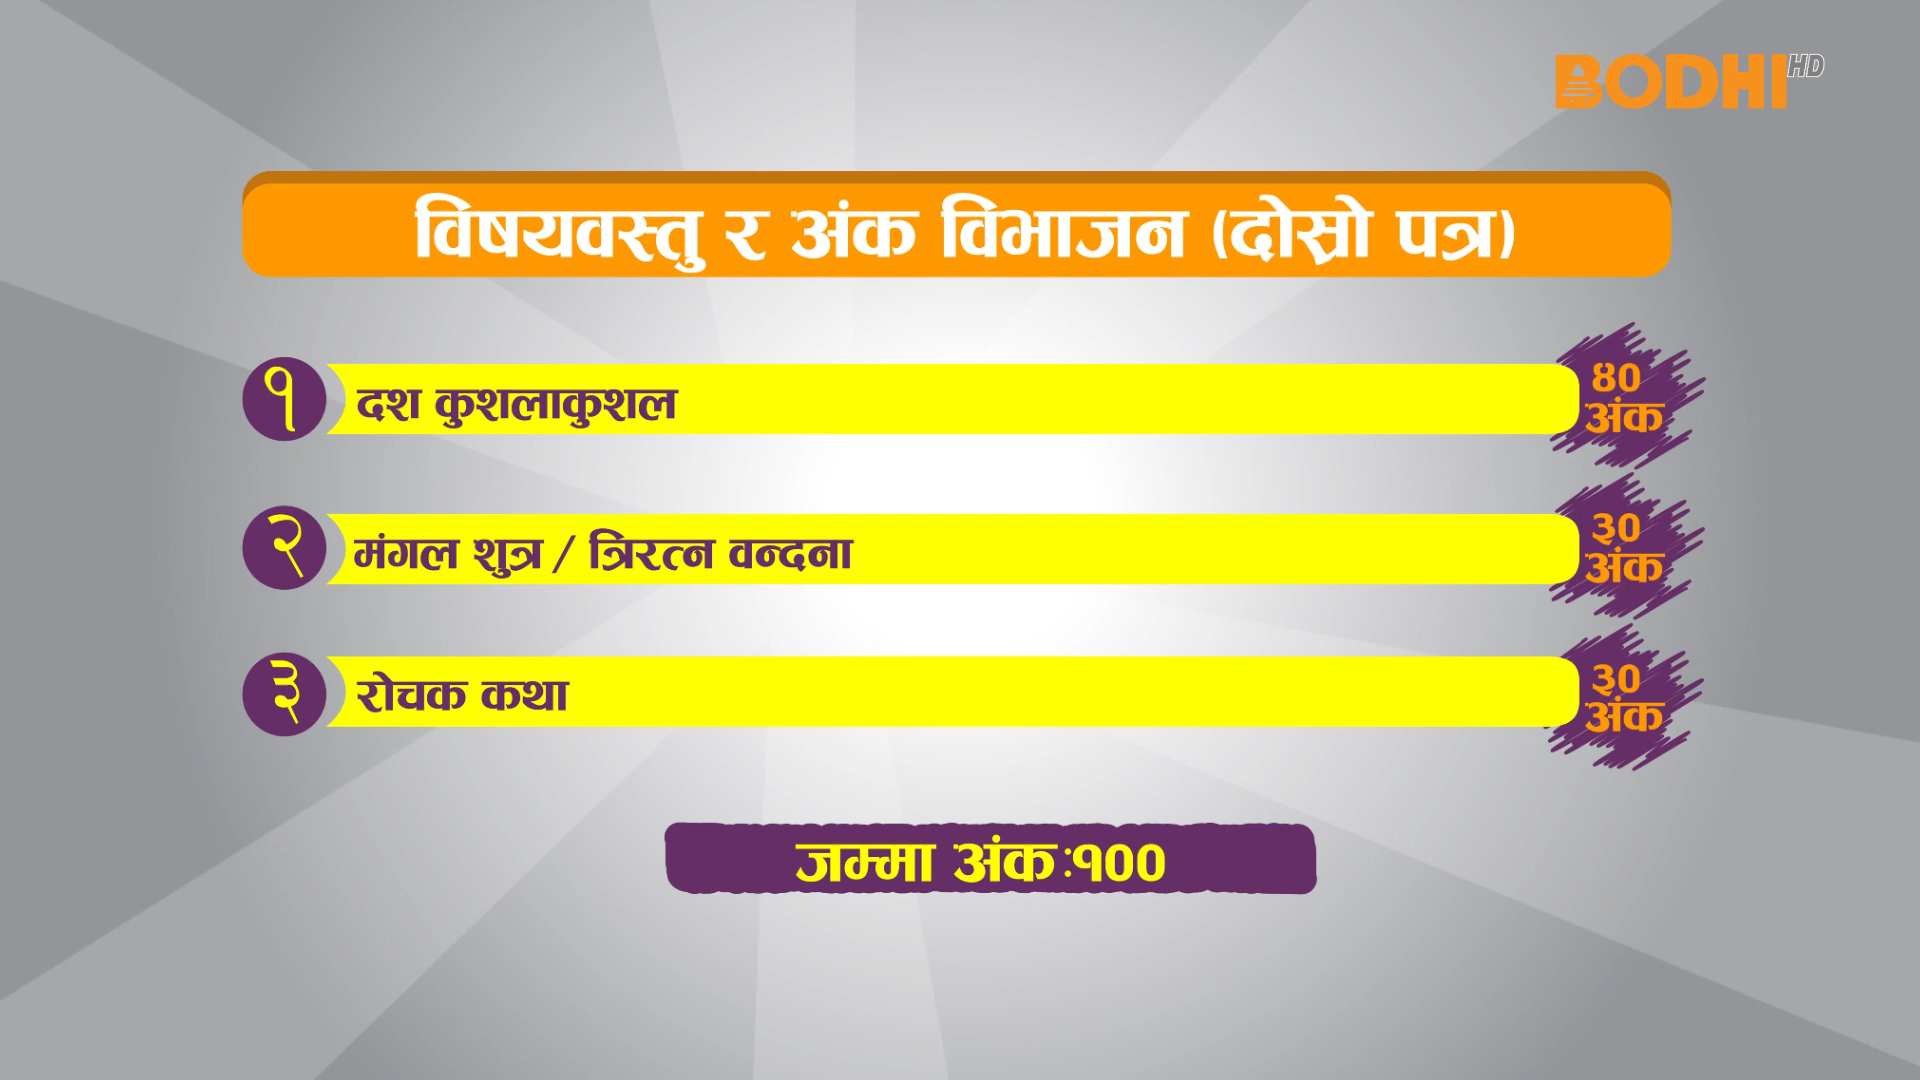 BODHI HD
विषयवस्तु र अंक विभाजन (दोस्रो पत्र)
१ दश कुशलाकुशल ४० अंक
२ मंगल शुत्र / त्रिरत्न वन्दना ३० अंक
३ रोचक कथा ३० अंक
जम्मा अंक:१००